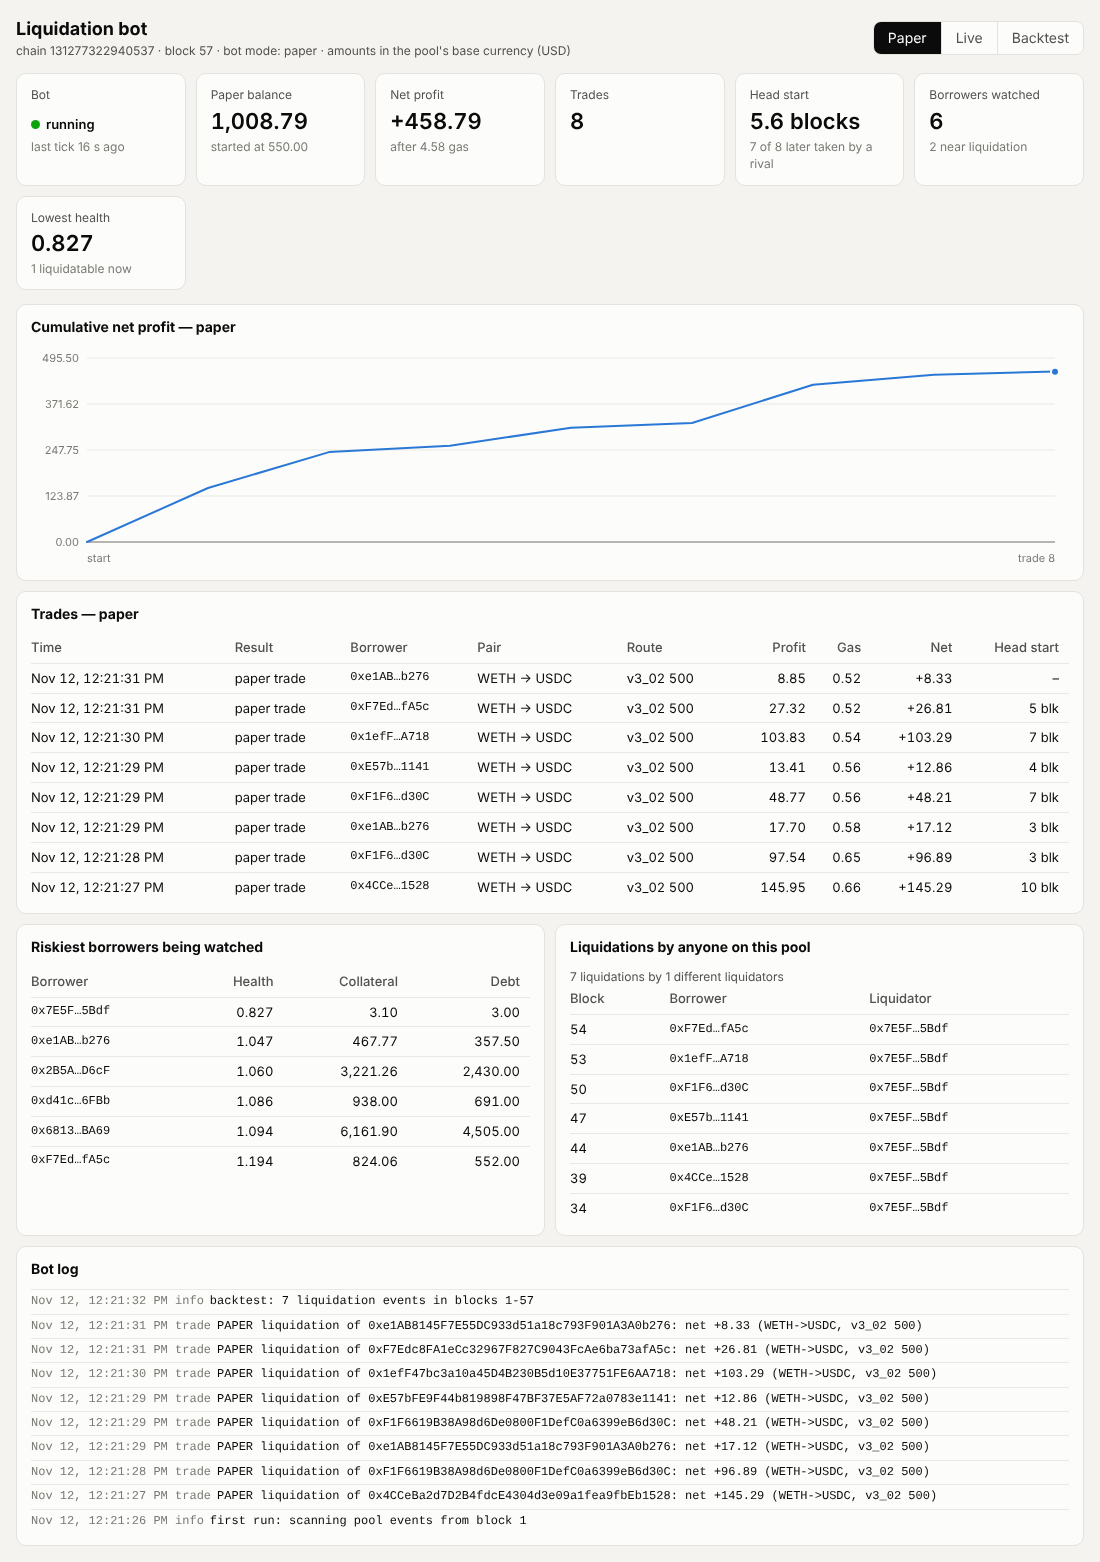 Liquidation bot
chain 131277322940537 · block 57 · bot mode: paper · amounts in the pool's base currency (USD)
Paper Live Backtest
Bot
running
last tick 16 s ago
Paper balance
1,008.79
started at 550.00
Net profit
+458.79
after 4.58 gas
Trades
8
Head start
5.6 blocks
7 of 8 later taken by a
rival
Borrowers watched
6
2 near liquidation
Lowest health
0.827
1 liquidatable now
Cumulative net profit — paper
495.50
371.62
247.75
123.87
0.00
start trade 8
Trades — paper
Time Result Borrower Pair Route Profit Gas Net Head start
Nov 12, 12:21:31 PM paper trade 0xe1AB…b276 WETH → USDC v3_02 500 8.85 0.52 +8.33 –
Nov 12, 12:21:31 PM paper trade 0xF7Ed…fA5c WETH → USDC v3_02 500 27.32 0.52 +26.81 5 blk
Nov 12, 12:21:30 PM paper trade 0x1efF…A718 WETH → USDC v3_02 500 103.83 0.54 +103.29 7 blk
Nov 12, 12:21:29 PM paper trade 0xE57b…1141 WETH → USDC v3_02 500 13.41 0.56 +12.86 4 blk
Nov 12, 12:21:29 PM paper trade 0xF1F6…d30C WETH → USDC v3_02 500 48.77 0.56 +48.21 7 blk
Nov 12, 12:21:29 PM paper trade 0xe1AB…b276 WETH → USDC v3_02 500 17.70 0.58 +17.12 3 blk
Nov 12, 12:21:28 PM paper trade 0xF1F6…d30C WETH → USDC v3_02 500 97.54 0.65 +96.89 3 blk
Nov 12, 12:21:27 PM paper trade 0x4CCe…1528 WETH → USDC v3_02 500 145.95 0.66 +145.29 10 blk
Riskiest borrowers being watched
Borrower Health Collateral Debt
0x7E5F…5Bdf 0.827 3.10 3.00
0xe1AB…b276 1.047 467.77 357.50
0x2B5A…D6cF 1.060 3,221.26 2,430.00
0xd41c…6FBb 1.086 938.00 691.00
0x6813…BA69 1.094 6,161.90 4,505.00
0xF7Ed…fA5c 1.194 824.06 552.00
Liquidations by anyone on this pool
7 liquidations by 1 different liquidators
Block Borrower Liquidator
54 0xF7Ed…fA5c 0x7E5F…5Bdf
53 0x1efF…A718 0x7E5F…5Bdf
50 0xF1F6…d30C 0x7E5F…5Bdf
47 0xE57b…1141 0x7E5F…5Bdf
44 0xe1AB…b276 0x7E5F…5Bdf
39 0x4CCe…1528 0x7E5F…5Bdf
34 0xF1F6…d30C 0x7E5F…5Bdf
Bot log
Nov 12, 12:21:32 PM info backtest: 7 liquidation events in blocks 1-57
Nov 12, 12:21:31 PM trade PAPER liquidation of 0xe1AB8145F7E55DC933d51a18c793F901A3A0b276: net +8.33 (WETH->USDC, v3_02 500)
Nov 12, 12:21:31 PM trade PAPER liquidation of 0xF7Edc8FA1eCc32967F827C9043FcAe6ba73afA5c: net +26.81 (WETH->USDC, v3_02 500)
Nov 12, 12:21:30 PM trade PAPER liquidation of 0x1efF47bc3a10a45D4B230B5d10E37751FE6AA718: net +103.29 (WETH->USDC, v3_02 500)
Nov 12, 12:21:29 PM trade PAPER liquidation of 0xE57bFE9F44b819898F47BF37E5AF72a0783e1141: net +12.86 (WETH->USDC, v3_02 500)
Nov 12, 12:21:29 PM trade PAPER liquidation of 0xF1F6619B38A98d6De0800F1DefC0a6399eB6d30C: net +48.21 (WETH->USDC, v3_02 500)
Nov 12, 12:21:29 PM trade PAPER liquidation of 0xe1AB8145F7E55DC933d51a18c793F901A3A0b276: net +17.12 (WETH->USDC, v3_02 500)
Nov 12, 12:21:28 PM trade PAPER liquidation of 0xF1F6619B38A98d6De0800F1DefC0a6399eB6d30C: net +96.89 (WETH->USDC, v3_02 500)
Nov 12, 12:21:27 PM trade PAPER liquidation of 0x4CCeBa2d7D2B4fdcE4304d3e09a1fea9fbEb1528: net +145.29 (WETH->USDC, v3_02 500)
Nov 12, 12:21:26 PM info first run: scanning pool events from block 1